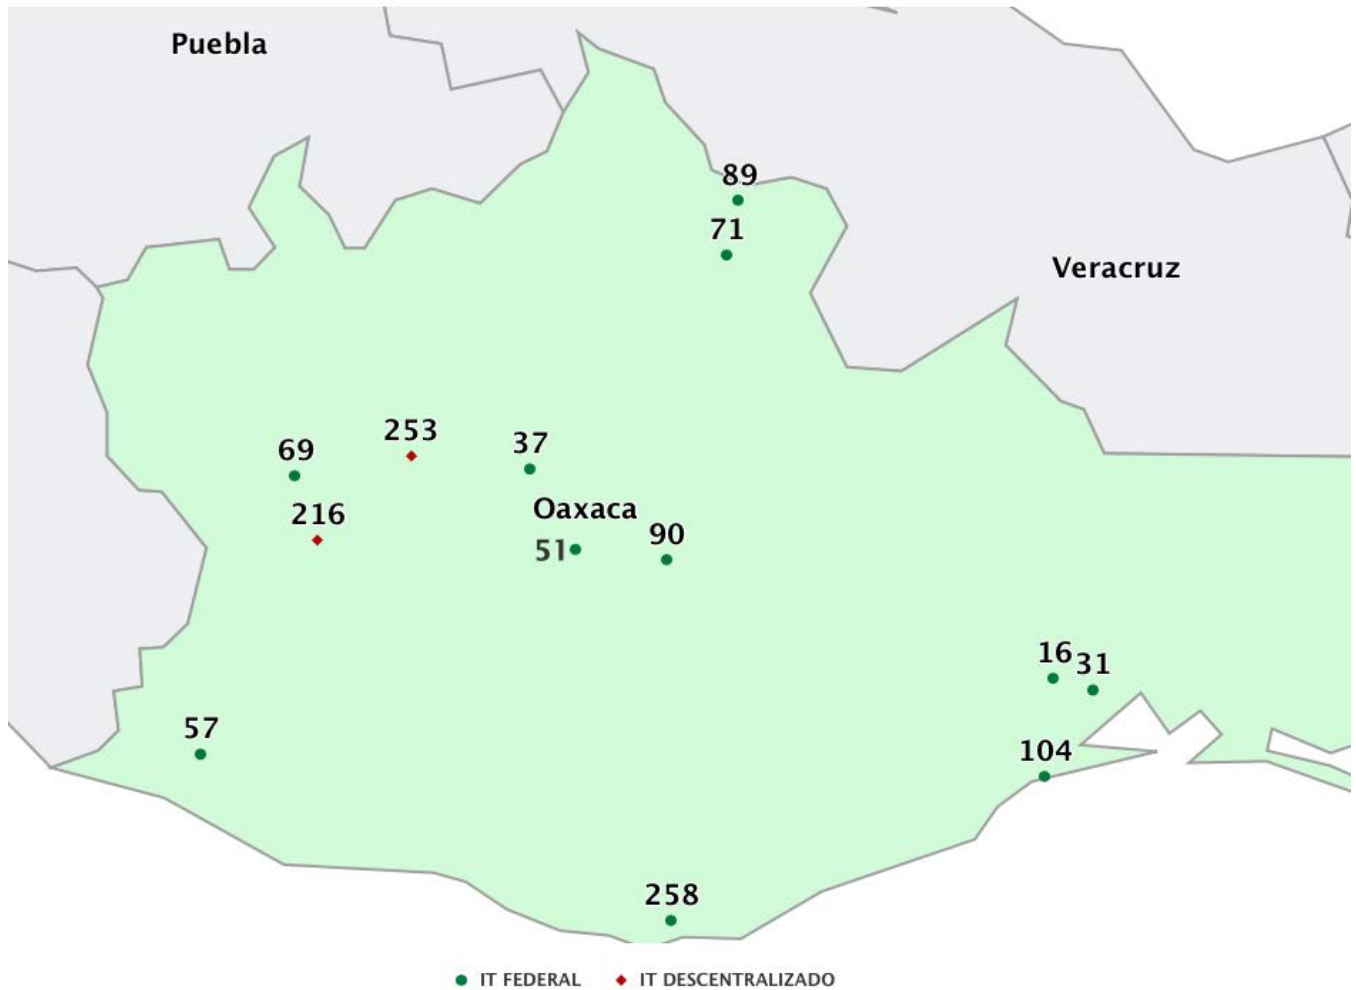 Puebla
89
71
Veracruz
253
37
69
216
Oaxaca
51
90
16
31
57
104
258
IT FEDERAL
IT DESCENTRALIZADO